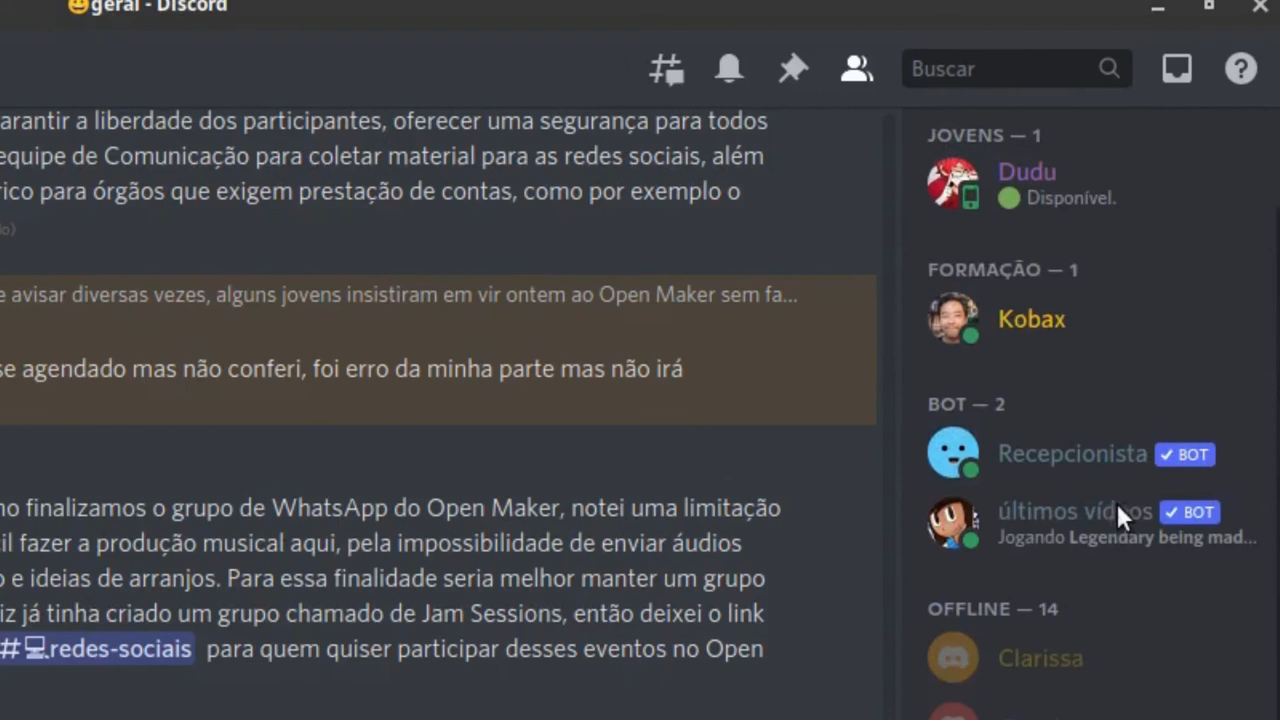 geral - Discord
Buscar
arantir a liberdade dos participantes, oferecer uma segurança para todos
equipe de Comunicação para coletar material para as redes sociais, além
rico para órgãos que exigem prestação de contas, como por exemplo o
o)
e avisar diversas vezes, alguns jovens insistiram em vir ontem ao Open Maker sem fa...
se agendado mas não conferi, foi erro da minha parte mas não irá
no finalizamos o grupo de WhatsApp do Open Maker, notei uma limitação
cil fazer a produção musical aqui, pela impossibilidade de enviar áudios
o e ideias de arranjos. Para essa finalidade seria melhor manter um grupo
iz já tinha criado um grupo chamado de Jam Sessions, então deixei o link
#redes-sociais para quem quiser participar desses eventos no Open
JOVENS — 1
Dudu
Disponível.
FORMAÇÃO — 1
Kobax
BOT — 2
Recepcionista BOT
últimos vídeos BOT
Jogando Legendary being mad...
OFFLINE — 14
Clarissa